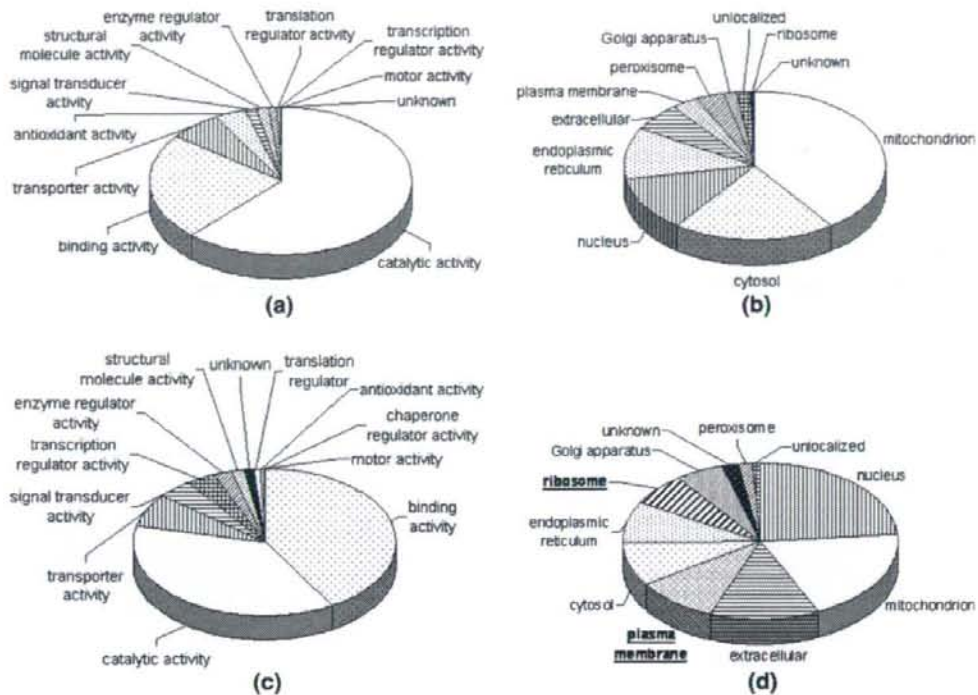 enzyme regulator
activity
translation
regulator activity
structural
molecule activity
transcription
regulator activity
signal transducer
activity
motor activity
unknown
antioxidant activity
transporter activity
binding activity
catalytic activity
(a)
unlocalized
Golgi apparatus
ribosome
peroxisome
unknown
plasma membrane
extracellular
mitochondrion
endoplasmic
reticulum
nucleus
cytosol
(b)
structural
molecule activity
unknown
translation
regulator
antioxidant activity
enzyme regulator
activity
chaperone
regulator activity
transcription
regulator activity
motor activity
signal transducer
activity
binding
activity
transporter
activity
catalytic activity
(c)
peroxisome
unknown
unlocalized
Golgi apparatus
nucleus
ribosome
endoplasmic
reticulum
cytosol
mitochondrion
plasma
membrane
extracellular
(d)